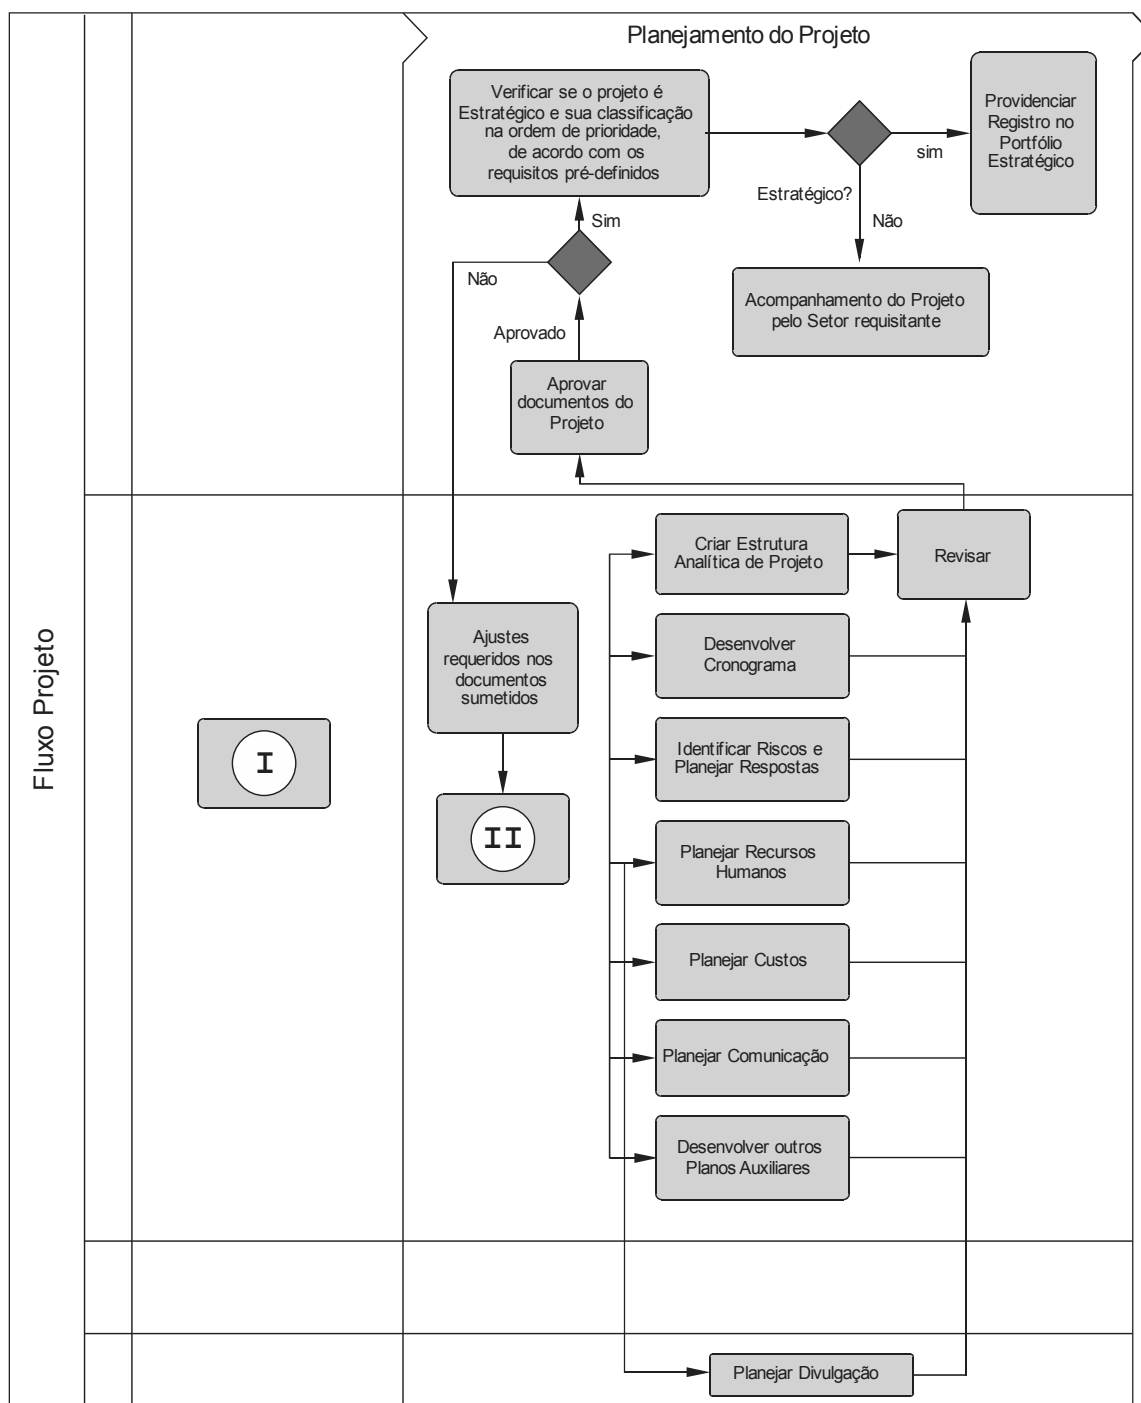 Planejamento do Projeto
Verificar se o projeto é
Estratégico e sua classificação
na ordem de prioridade,
de acordo com os
requisitos pré-definidos
Providenciar
Registro no
Portfólio
Estratégico
sim
Estratégico?
Não
Sim
Não
Acompanhamento do Projeto
pelo Setor requisitante
Aprovado
Aprovar
documentos do
Projeto
Fluxo Projeto
Criar Estrutura
Analítica de Projeto
Revisar
Ajustes
requeridos nos
documentos
sumetidos
Desenvolver
Cronograma
I
Identificar Riscos e
Planejar Respostas
II
Planejar Recursos
Humanos
Planejar Custos
Planejar Comunicação
Desenvolver outros
Planos Auxiliares
Planejar Divulgação